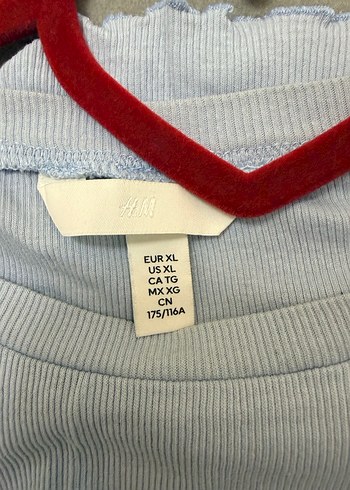 H&M
EUR XL
US XL
CA TG
MX XG
CN
175/116A